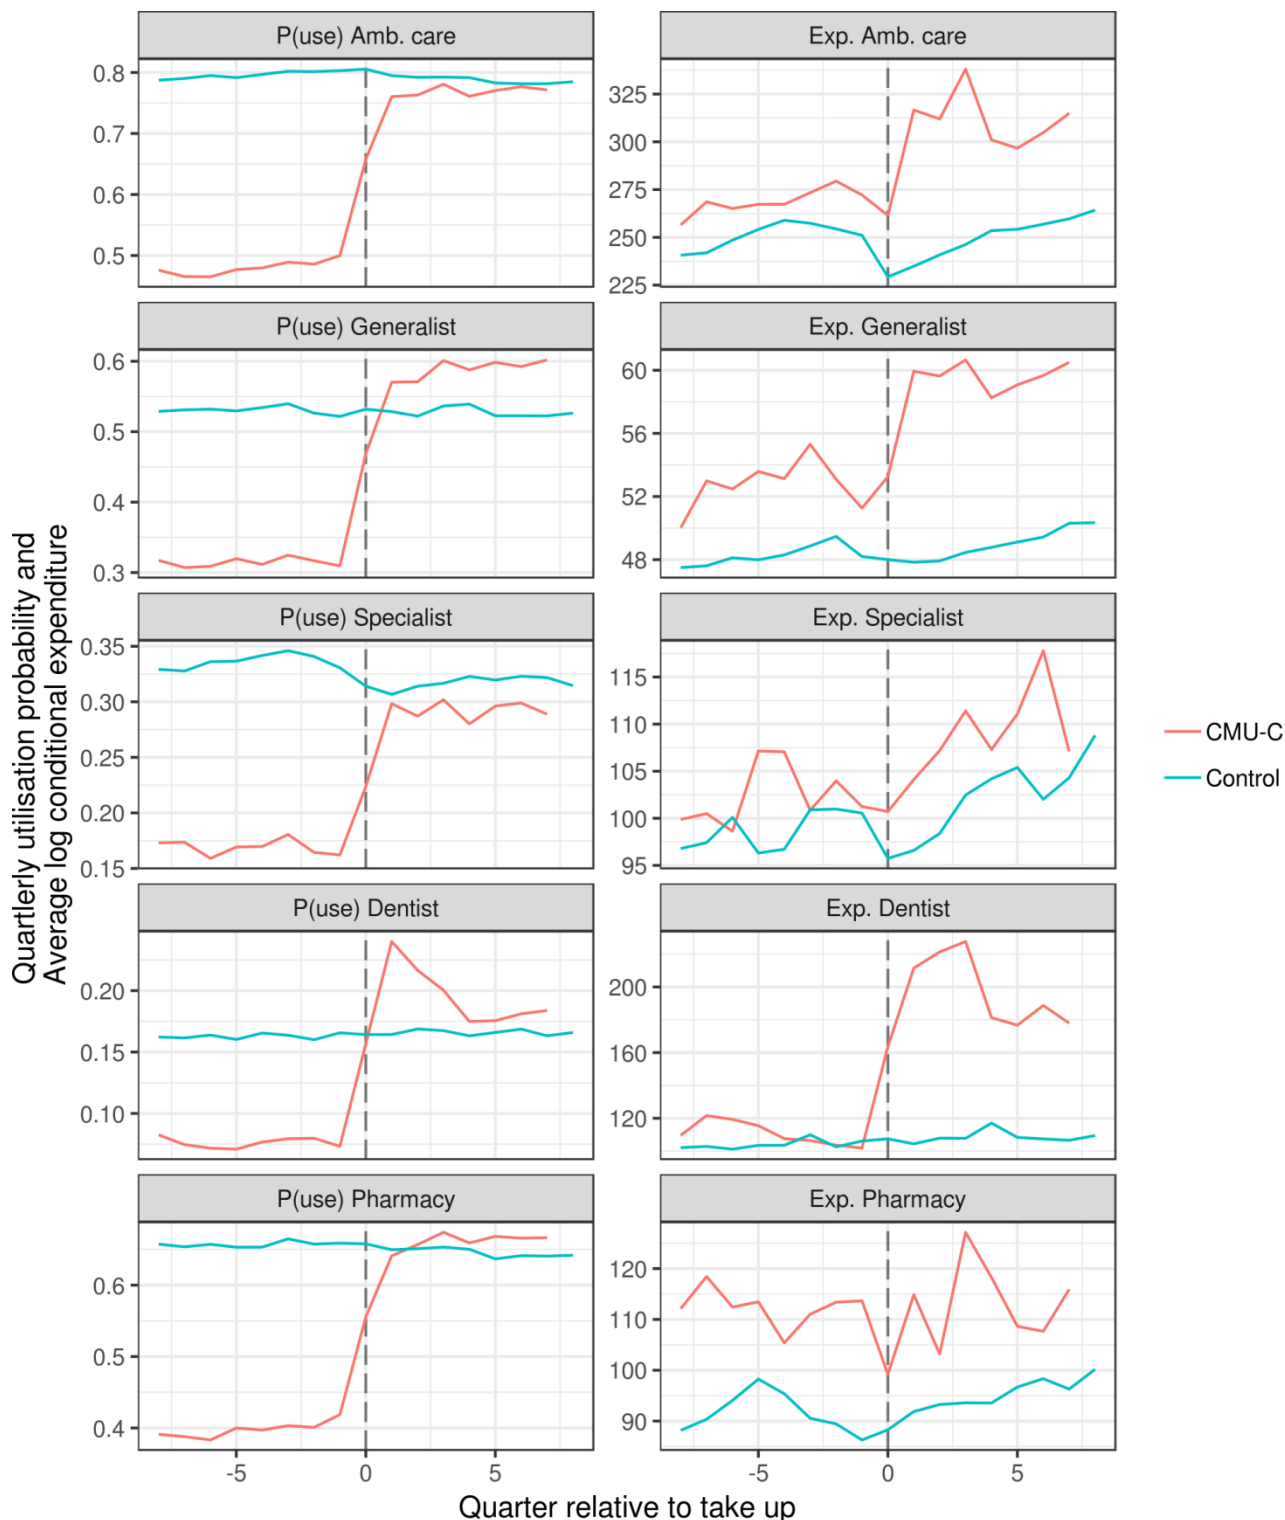 P(use) Amb. care
Exp. Amb. care
0.8
0.7
0.6
0.5
325
300
275
250
225
P(use) Generalist
Exp. Generalist
0.6
0.5
0.4
0.3
60
56
52
48
P(use) Specialist
Exp. Specialist
0.35
0.30
0.25
0.20
0.15
115
110
105
100
95
P(use) Dentist
Exp. Dentist
0.20
0.15
0.10
200
160
120
P(use) Pharmacy
Exp. Pharmacy
0.6
0.5
0.4
120
110
100
90
-5 0 5
-5 0 5
Quarter relative to take up
Quartlerly utilisation probability and
Average log conditional expenditure
CMU-C
Control